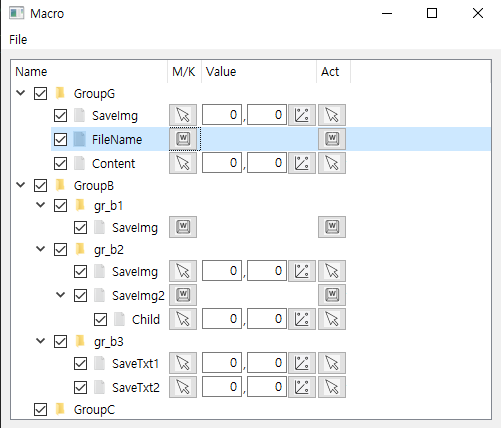 Macro
File
Name M/K Value Act
GroupG
SaveImg 0 , 0
FileName W W
Content 0 , 0
GroupB
gr_b1
SaveImg W W
gr_b2
SaveImg 0 , 0
SaveImg2 W W
Child 0 , 0
gr_b3
SaveTxt1 0 , 0
SaveTxt2 0 , 0
GroupC